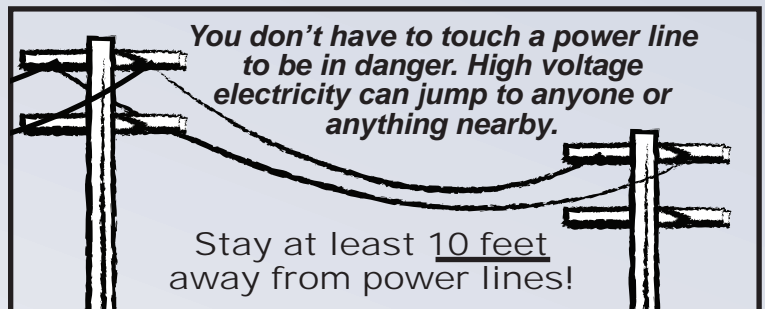 You don't have to touch a power line
to be in danger. High voltage
electricity can jump to anyone or
anything nearby.
Stay at least 10 feet
away from power lines!